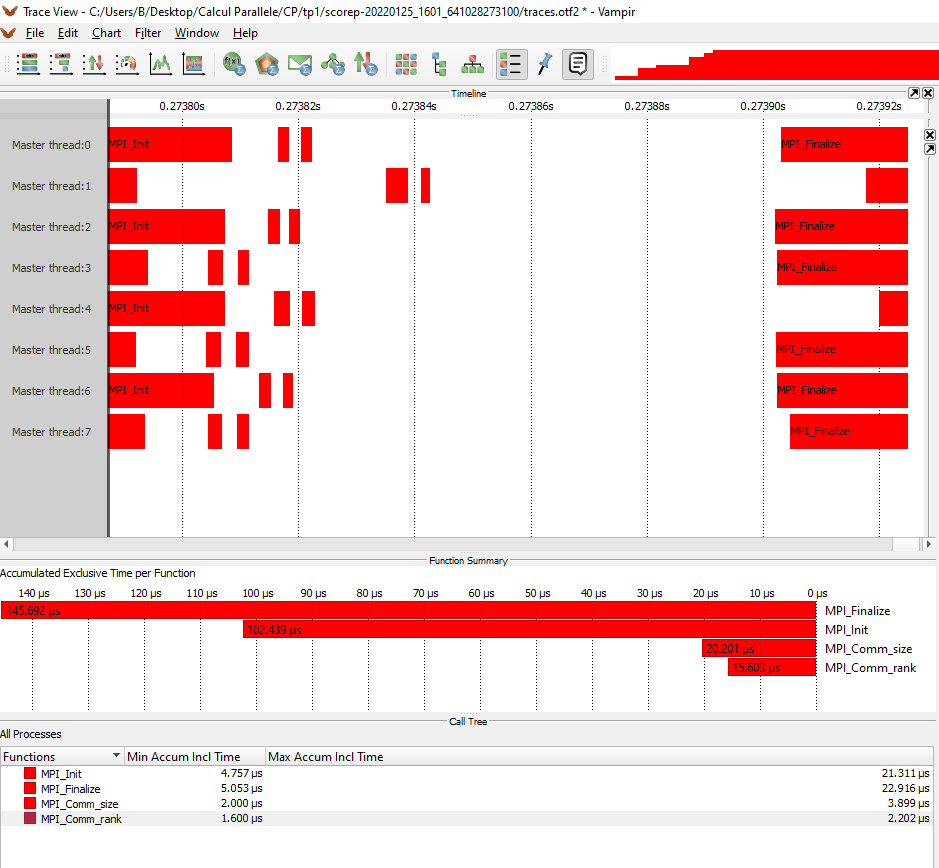 Trace View - C:/Users/B/Desktop/Calcul Parallele/CP/tp1/scorep-20220125_1601_641028273100/traces.otf2 * - Vampir
File Edit Chart Filter Window Help
f(x)
Timeline
0.27380s 0.27382s 0.27384s 0.27386s 0.27388s 0.27390s 0.27392s
Master thread:0 MPI_Init MPI_Finalize
Master thread:1
Master thread:2 MPI_Init MPI_Finalize
Master thread:3 MPI_Finalize
Master thread:4 MPI_Init
Master thread:5 MPI_Finalize
Master thread:6 MPI_Init MPI_Finalize
Master thread:7 MPI_Finalize
Function Summary
Accumulated Exclusive Time per Function
140 µs 130 µs 120 µs 110 µs 100 µs 90 µs 80 µs 70 µs 60 µs 50 µs 40 µs 30 µs 20 µs 10 µs 0 µs
145.692 µs MPI_Finalize
102.439 µs MPI_Init
20.201 µs MPI_Comm_size
15.603 µs MPI_Comm_rank
Call Tree
All Processes
Functions Min Accum Incl Time Max Accum Incl Time
MPI_Init 4.757 µs 21.311 µs
MPI_Finalize 5.053 µs 22.916 µs
MPI_Comm_size 2.000 µs 3.899 µs
MPI_Comm_rank 1.600 µs 2.202 µs